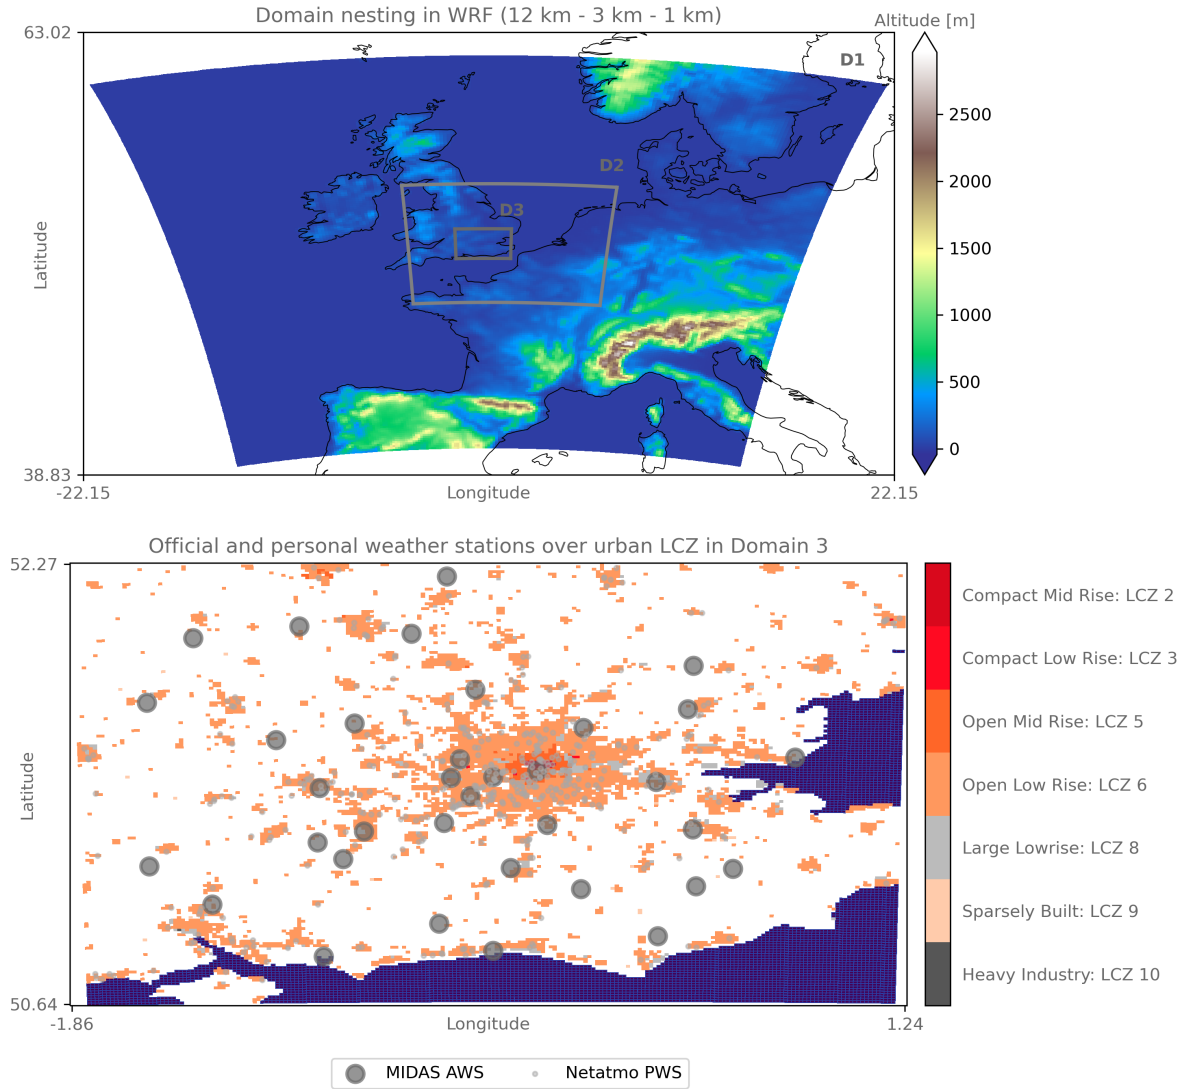 Domain nesting in WRF (12 km - 3 km - 1 km)
Altitude [m]
63.02
D1
D2
D3
2500
2000
1500
1000
500
0
Latitude
38.83
-22.15
Longitude
22.15
Official and personal weather stations over urban LCZ in Domain 3
52.27
Compact Mid Rise: LCZ 2
Compact Low Rise: LCZ 3
Open Mid Rise: LCZ 5
Open Low Rise: LCZ 6
Large Lowrise: LCZ 8
Sparsely Built: LCZ 9
Heavy Industry: LCZ 10
Latitude
50.64
-1.86
Longitude
1.24
MIDAS AWS
Netatmo PWS